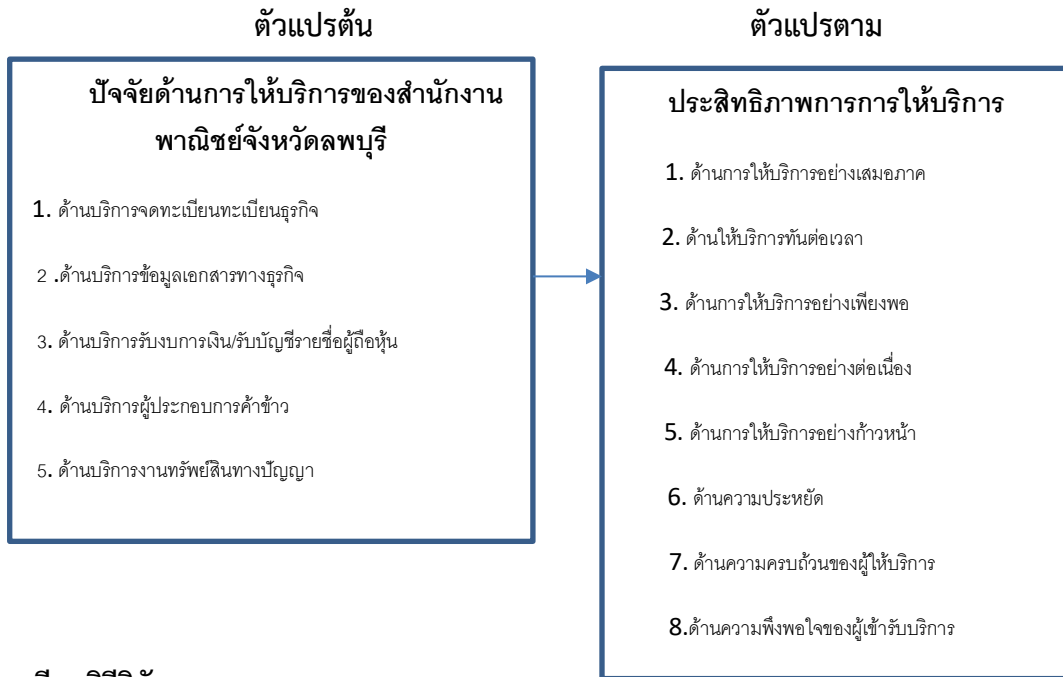 ตัวแปรต้น
ตัวแปรตาม
ปัจจัยด้านการให้บริการของสำนักงาน
พาณิชย์จังหวัดลพบุรี
1. ด้านบริการจดทะเบียนทะเบียนธุรกิจ
2 .ด้านบริการข้อมูลเอกสารทางธุรกิจ
3. ด้านบริการรับงบการเงิน/รับบัญชีรายชื่อผู้ถือหุ้น
4. ด้านบริการผู้ประกอบการค้าข้าว
5. ด้านบริการงานทรัพย์สินทางปัญญา
ประสิทธิภาพการการให้บริการ
1. ด้านการให้บริการอย่างเสมอภาค
2. ด้านให้บริการทันต่อเวลา
3. ด้านการให้บริการอย่างเพียงพอ
4. ด้านการให้บริการอย่างต่อเนื่อง
5. ด้านการให้บริการอย่างก้าวหน้า
6. ด้านความประหยัด
7. ด้านความครบถ้วนของผู้ให้บริการ
8.ด้านความพึงพอใจของผู้เข้ารับบริการ